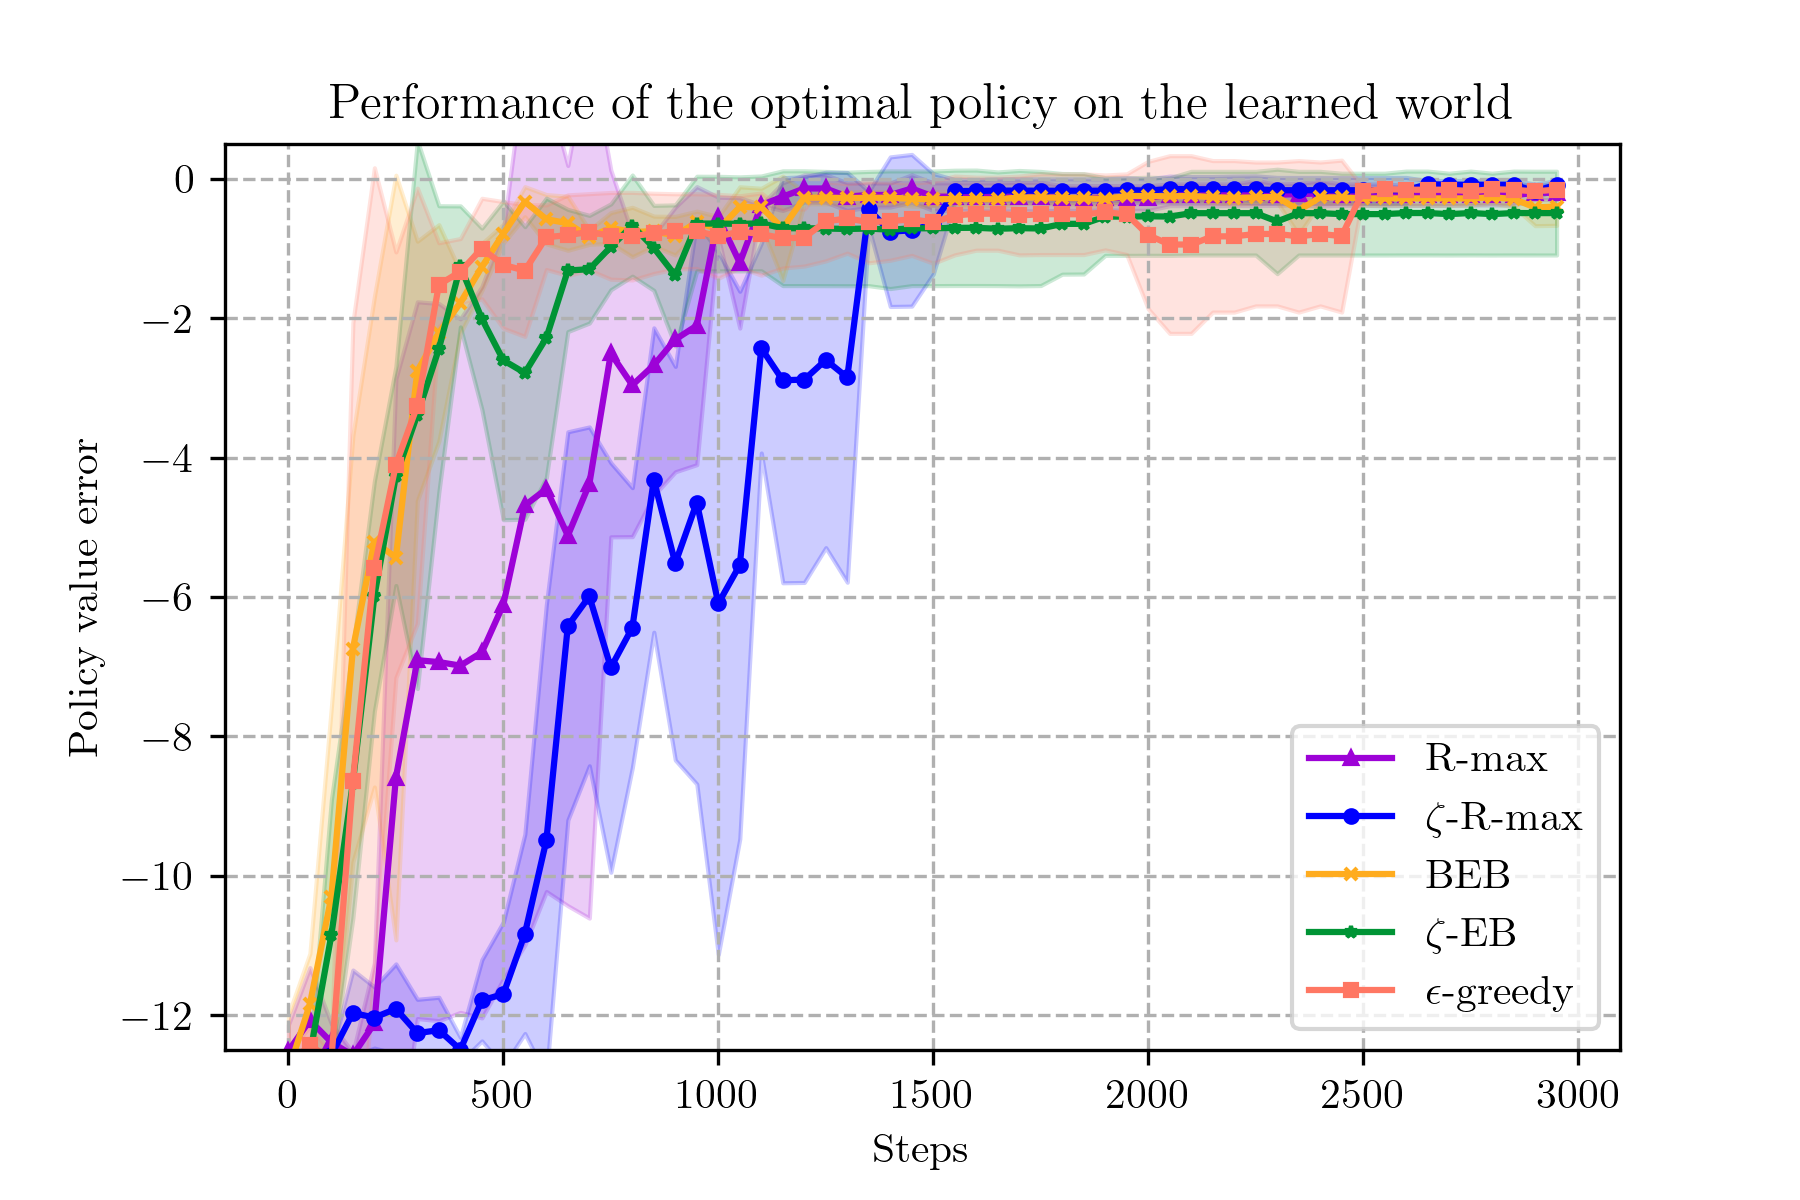 Performance of the optimal policy on the learned world
0
−2
−4
−6
−8
−10
−12
Policy value error
R-max
ζ-R-max
BEB
ζ-EB
ϵ-greedy
0 500 1000 1500 2000 2500 3000
Steps